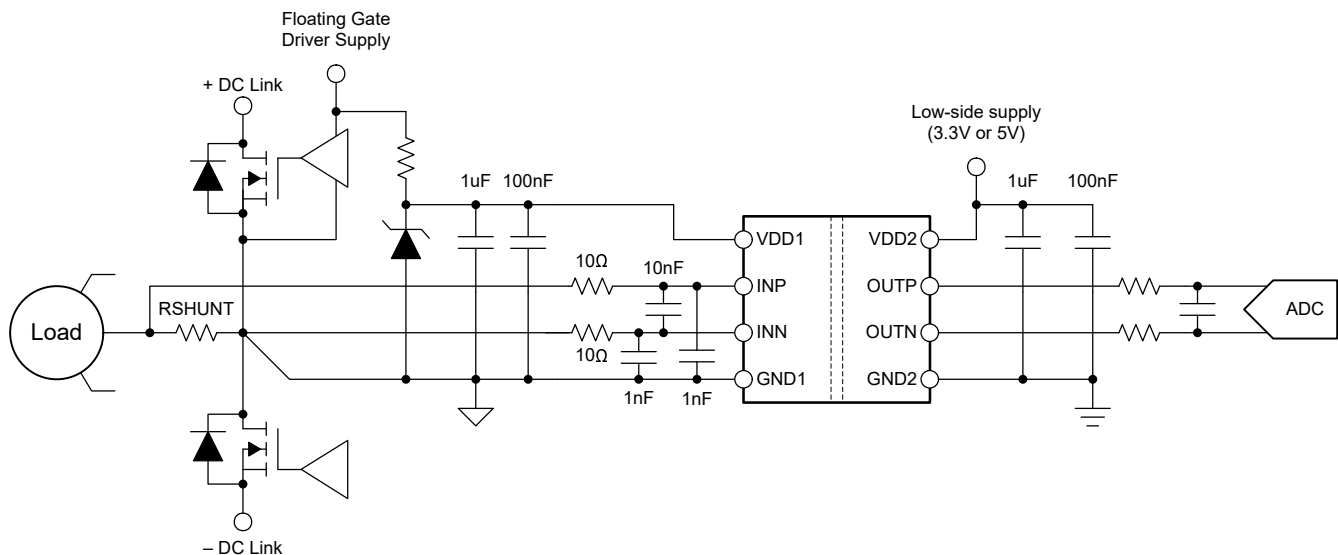 Floating Gate
Driver Supply
+ DC Link
Low-side supply
(3.3V or 5V)
1uF
100nF
1uF
100nF
VDD1
VDD2
10Ω
10nF
INP
OUTP
RSHUNT
Load
ADC
INN
OUTN
10Ω
GND1
GND2
1nF
1nF
– DC Link